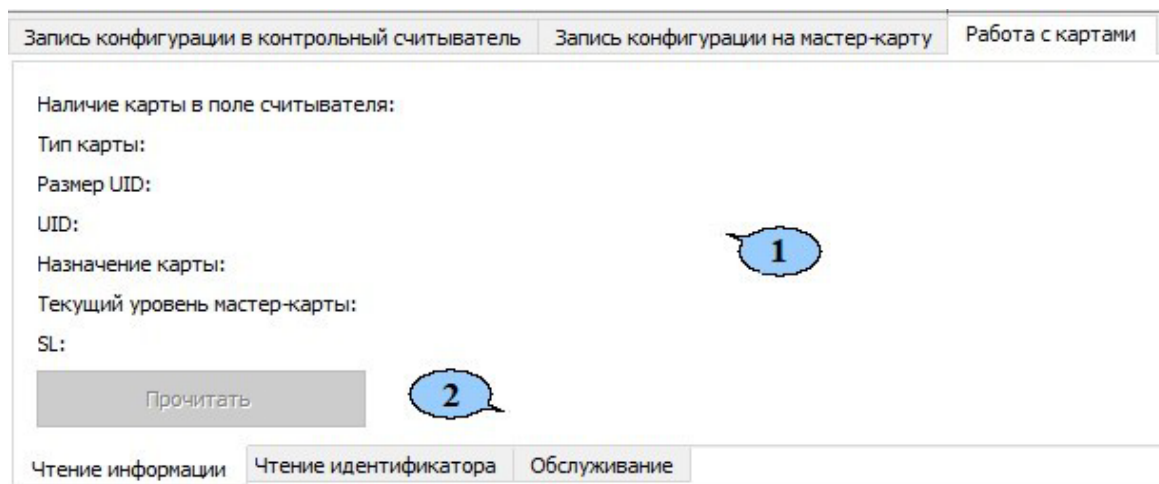 Запись конфигурации в контрольный считыватель Запись конфигурации на мастер-карту Работа с картами
Наличие карты в поле считывателя:
Тип карты:
Размер UID:
UID:
1
Назначение карты:
Текущий уровень мастер-карты:
SL:
Прочитать 2
Чтение информации Чтение идентификатора Обслуживание